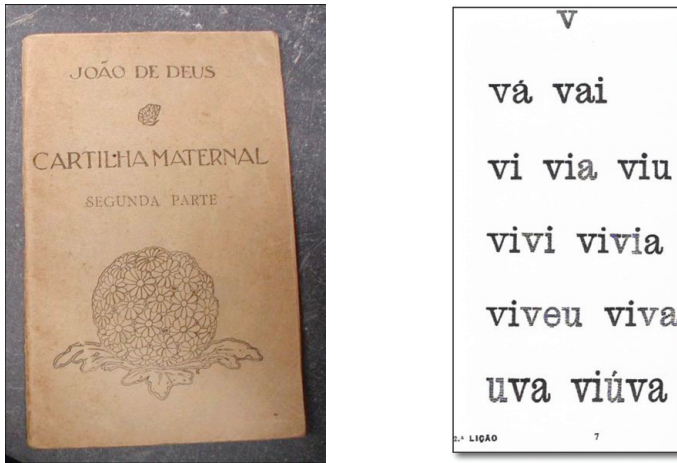 JOÃO DE DEUS
CARTILHA MATERNAL
SEGUNDA PARTE
v
vá vai
vi via viu
vivi vivia
viveu viva
uva viúva
2.ª LIÇÃO 7